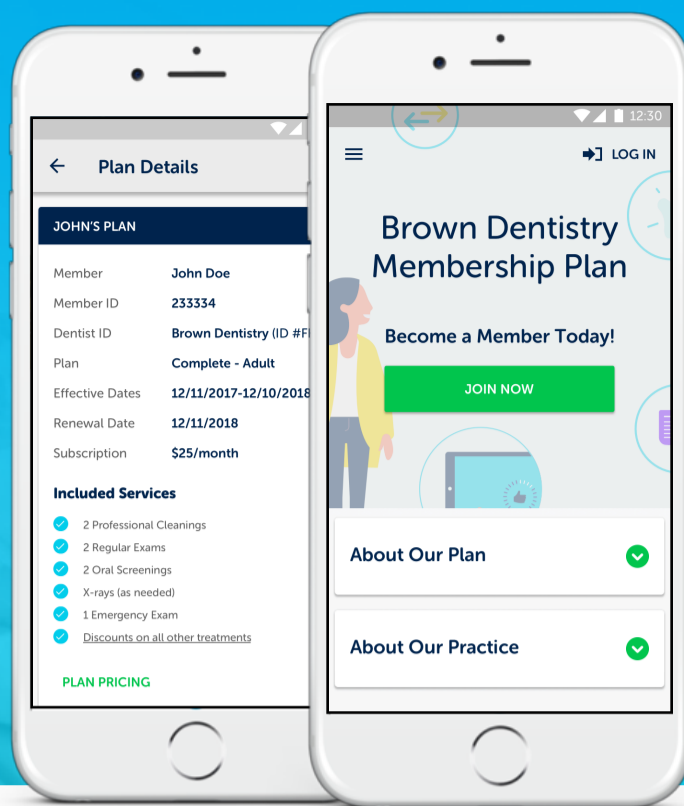 Plan Details
JOHN'S PLAN
Member John Doe
Member ID 233334
Dentist ID Brown Dentistry (ID
Plan Complete - Adult
Effective Dates 12/11/2017-12/10/2018
Renewal Date 12/11/2018
Subscription $25/month
Included Services
2 Professional Cleanings
2 Regular Exams
2 Oral Screenings
X-rays (as needed)
1 Emergency Exam
Discounts on all other treatments
PLAN PRICING
12:30
LOG IN
Brown Dentistry
Membership Plan
Become a Member Today!
JOIN NOW
About Our Plan
About Our Practice